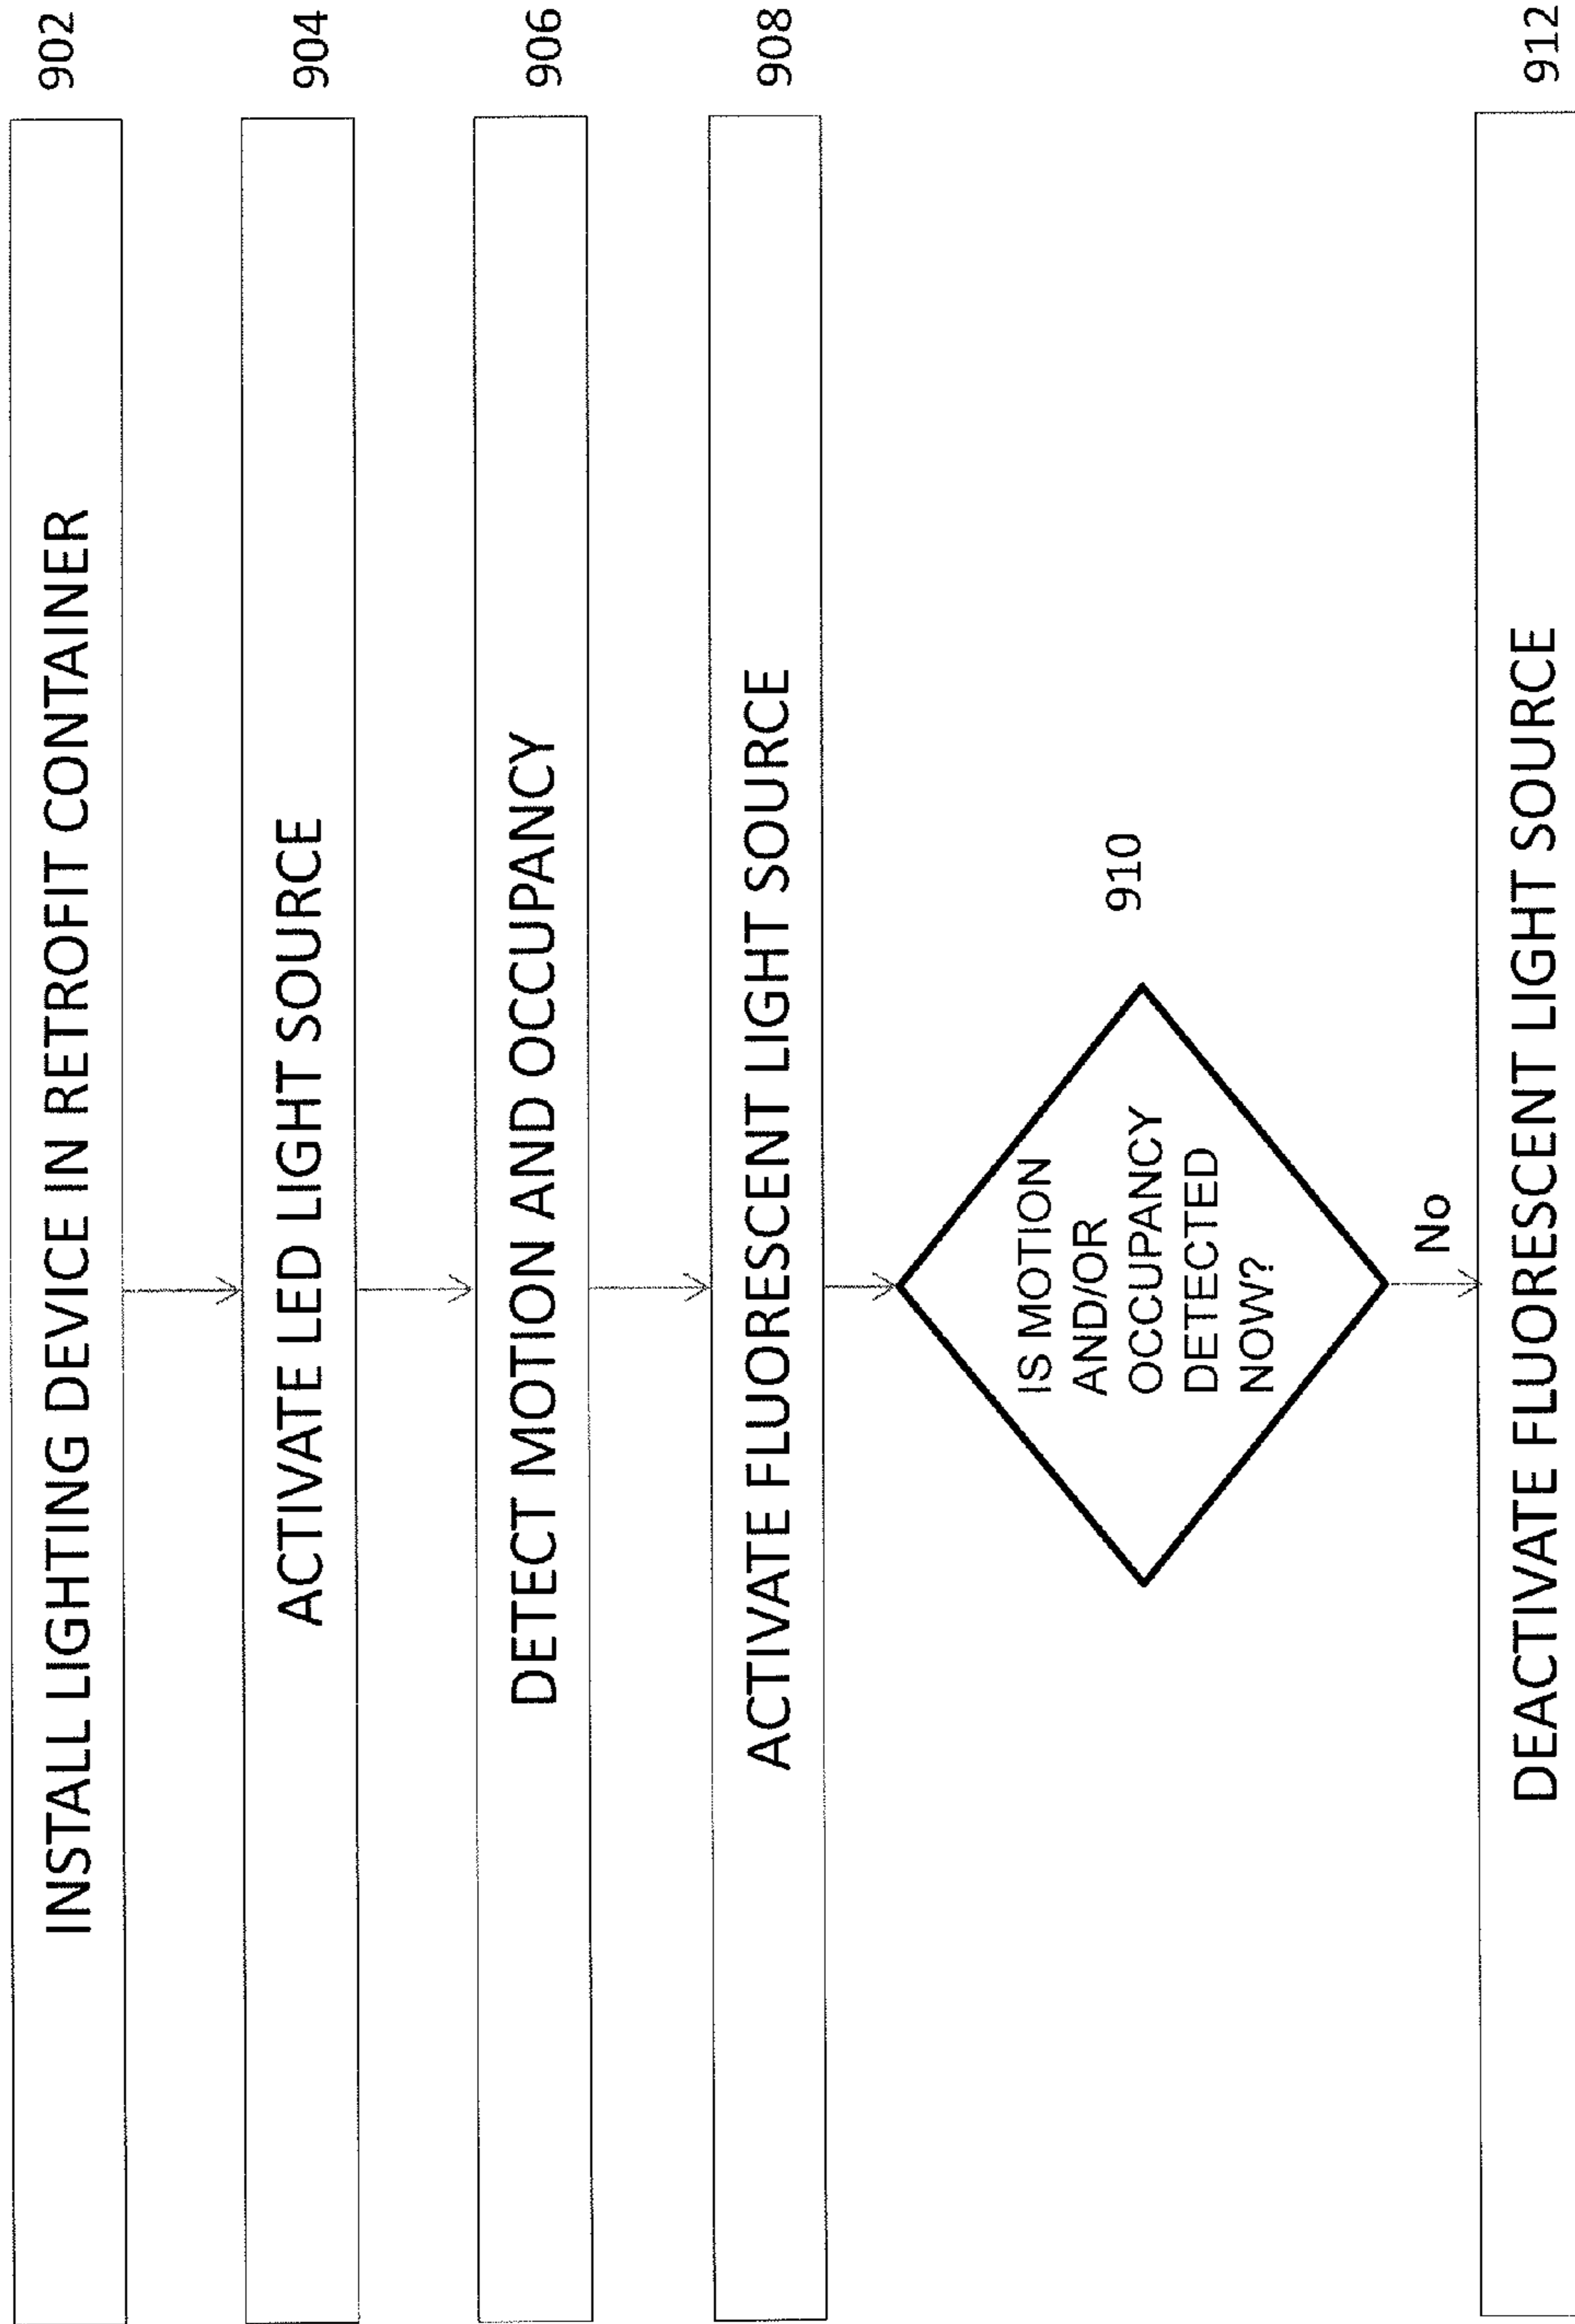 INSTALL LIGHTING DEVICE IN RETROFIT CONTAINER
902
ACTIVATE LED LIGHT SOURCE
904
DETECT MOTION AND OCCUPANCY
906
ACTIVATE FLUORESCENT LIGHT SOURCE
908
IS MOTION
AND/OR
OCCUPANCY
DETECTED
NOW?
910
No
DEACTIVATE FLUORESCENT LIGHT SOURCE
912